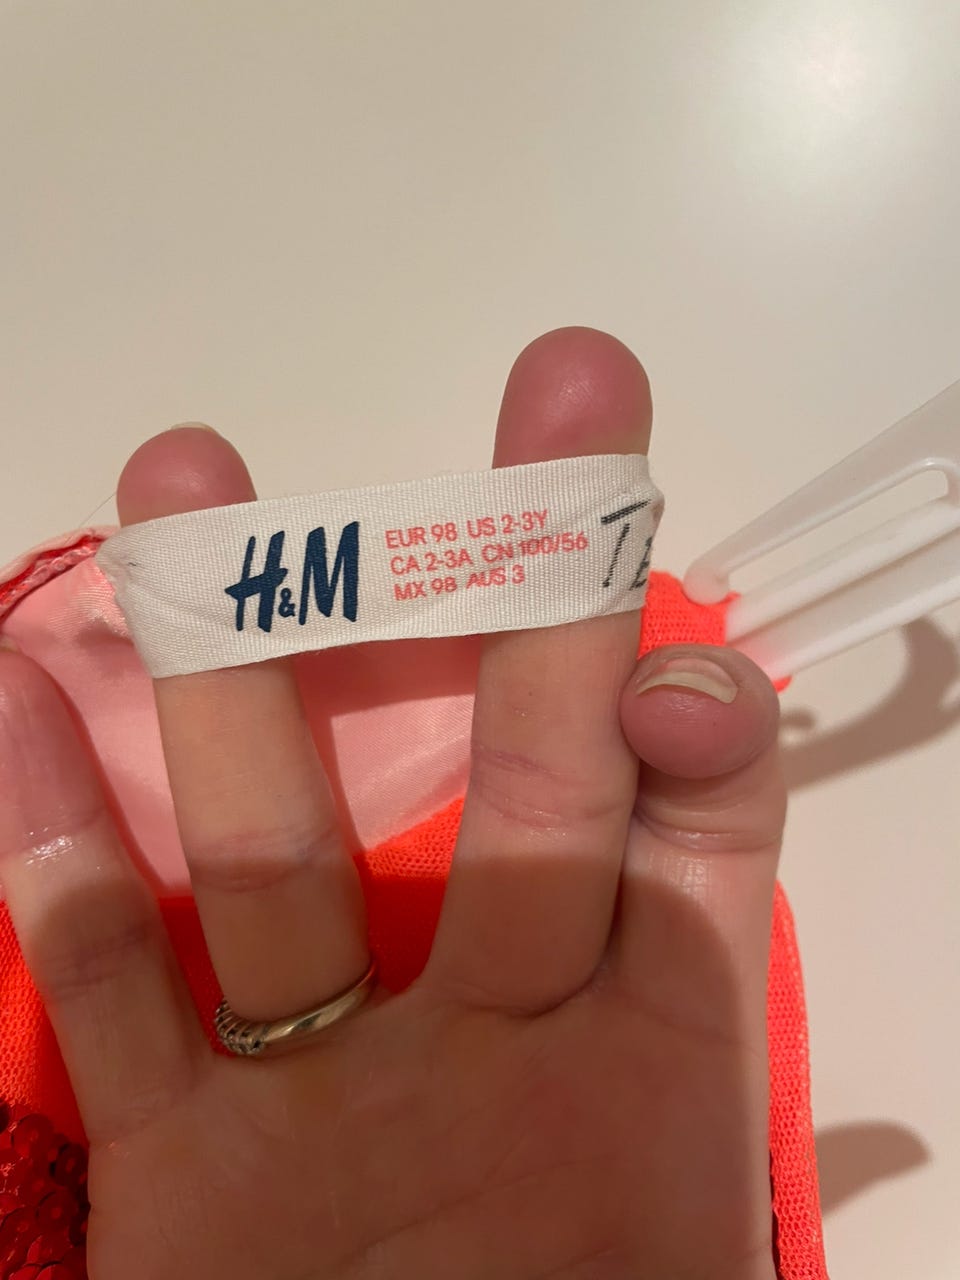 H&M
EUR 98 US 2-3Y
CA 2-3A CN 100/56
MX 98 AUS 3